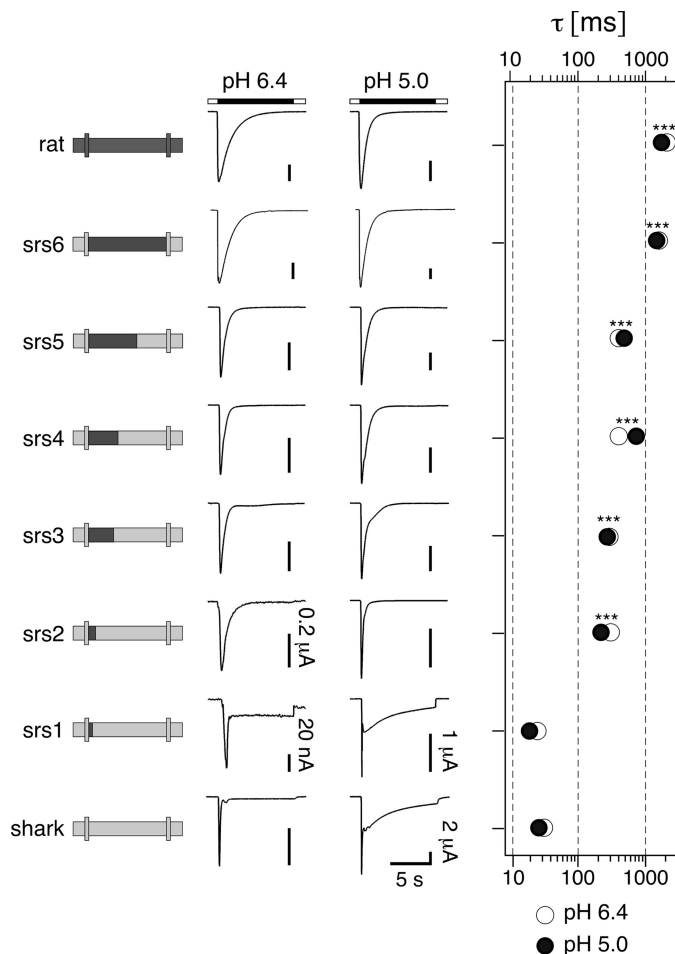 τ [ms]
10 100 1000
pH 6.4 pH 5.0
rat ***
srs6 ***
srs5 ***
srs4 ***
srs3 ***
srs2 0.2 µA ***
srs1 20 nA 1 µA
shark 2 µA
5 s
10 100 1000
pH 6.4
pH 5.0